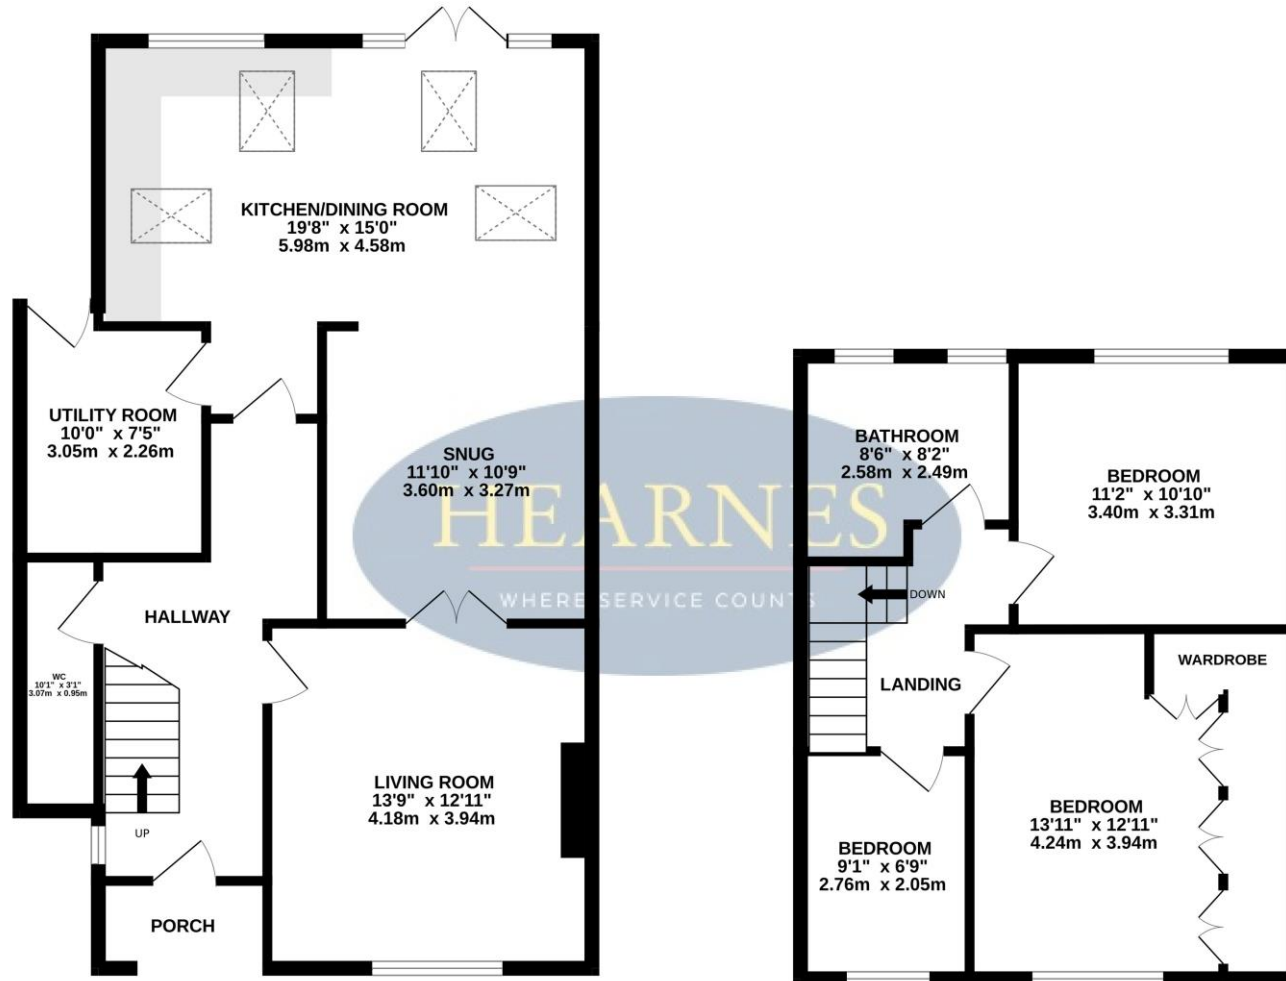 KITCHEN/DINING ROOM
19'8" x 15'0"
5.98m x 4.58m
UTILITY ROOM
10'0" x 7'5"
3.05m x 2.26m
SNUG
11'10" x 10'9"
3.60m x 3.27m
HEARNES
WHERE SERVICE COUNTS
HALLWAY
WC
10'1" x 3'1"
3.07m x 0.95m
UP
LIVING ROOM
13'9" x 12'11"
4.18m x 3.94m
PORCH
BATHROOM
8'6" x 8'2"
2.58m x 2.49m
BEDROOM
11'2" x 10'10"
3.40m x 3.31m
DOWN
LANDING
WARDROBE
BEDROOM
13'11" x 12'11"
4.24m x 3.94m
BEDROOM
9'1" x 6'9"
2.76m x 2.05m